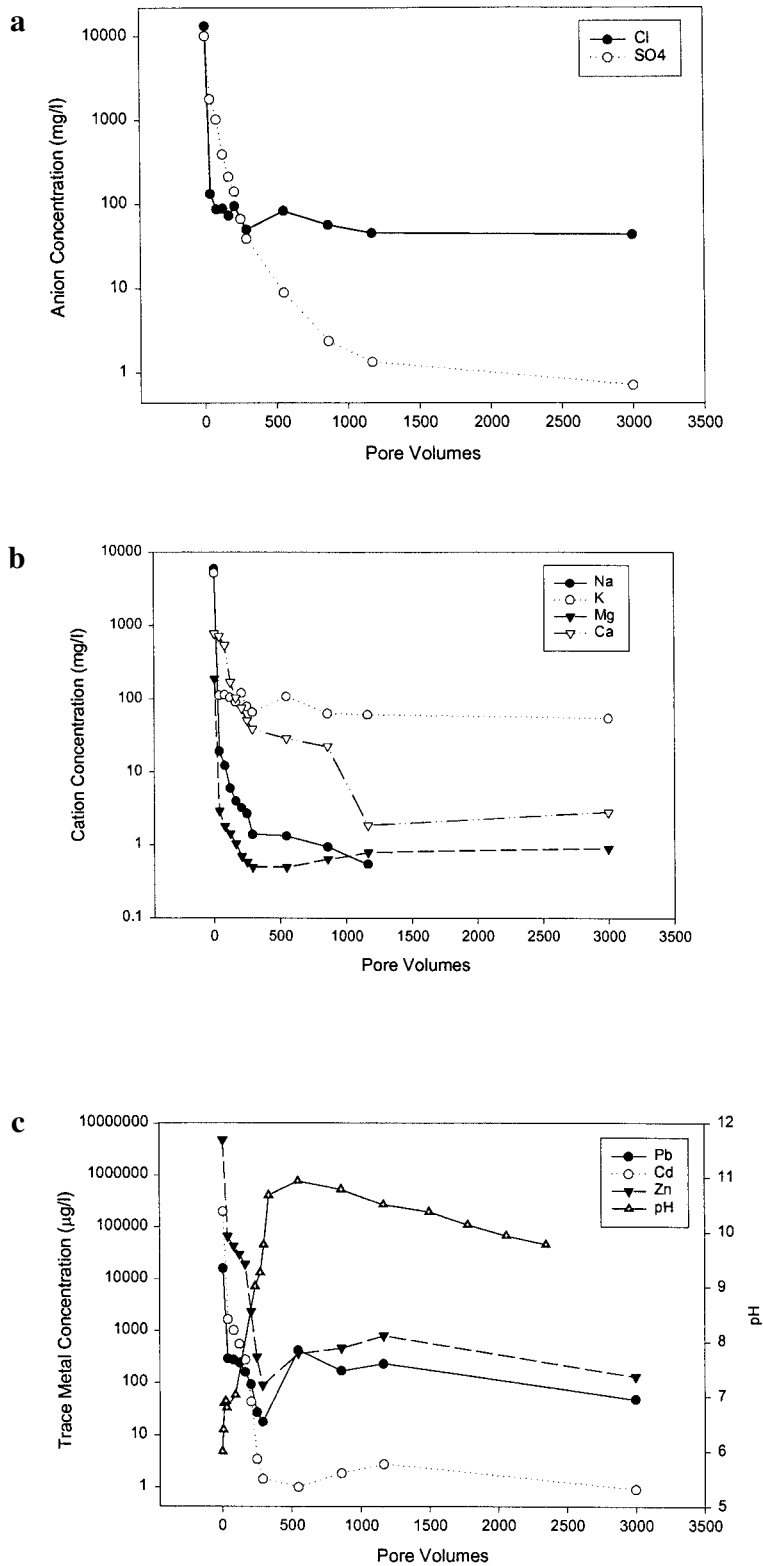 a
10000
1000
100
10
1
Anion Concentration (mg/l)
Cl
SO4
0 500 1000 1500 2000 2500 3000 3500
Pore Volumes
b
10000
1000
100
10
1
0.1
Cation Concentration (mg/l)
Na
K
Mg
Ca
0 500 1000 1500 2000 2500 3000 3500
Pore Volumes
c
10000000
1000000
100000
10000
1000
100
10
1
Trace Metal Concentration (µg/l)
Pb
Cd
Zn
pH
12
11
10
9
8
7
6
5
pH
0 500 1000 1500 2000 2500 3000 3500
Pore Volumes